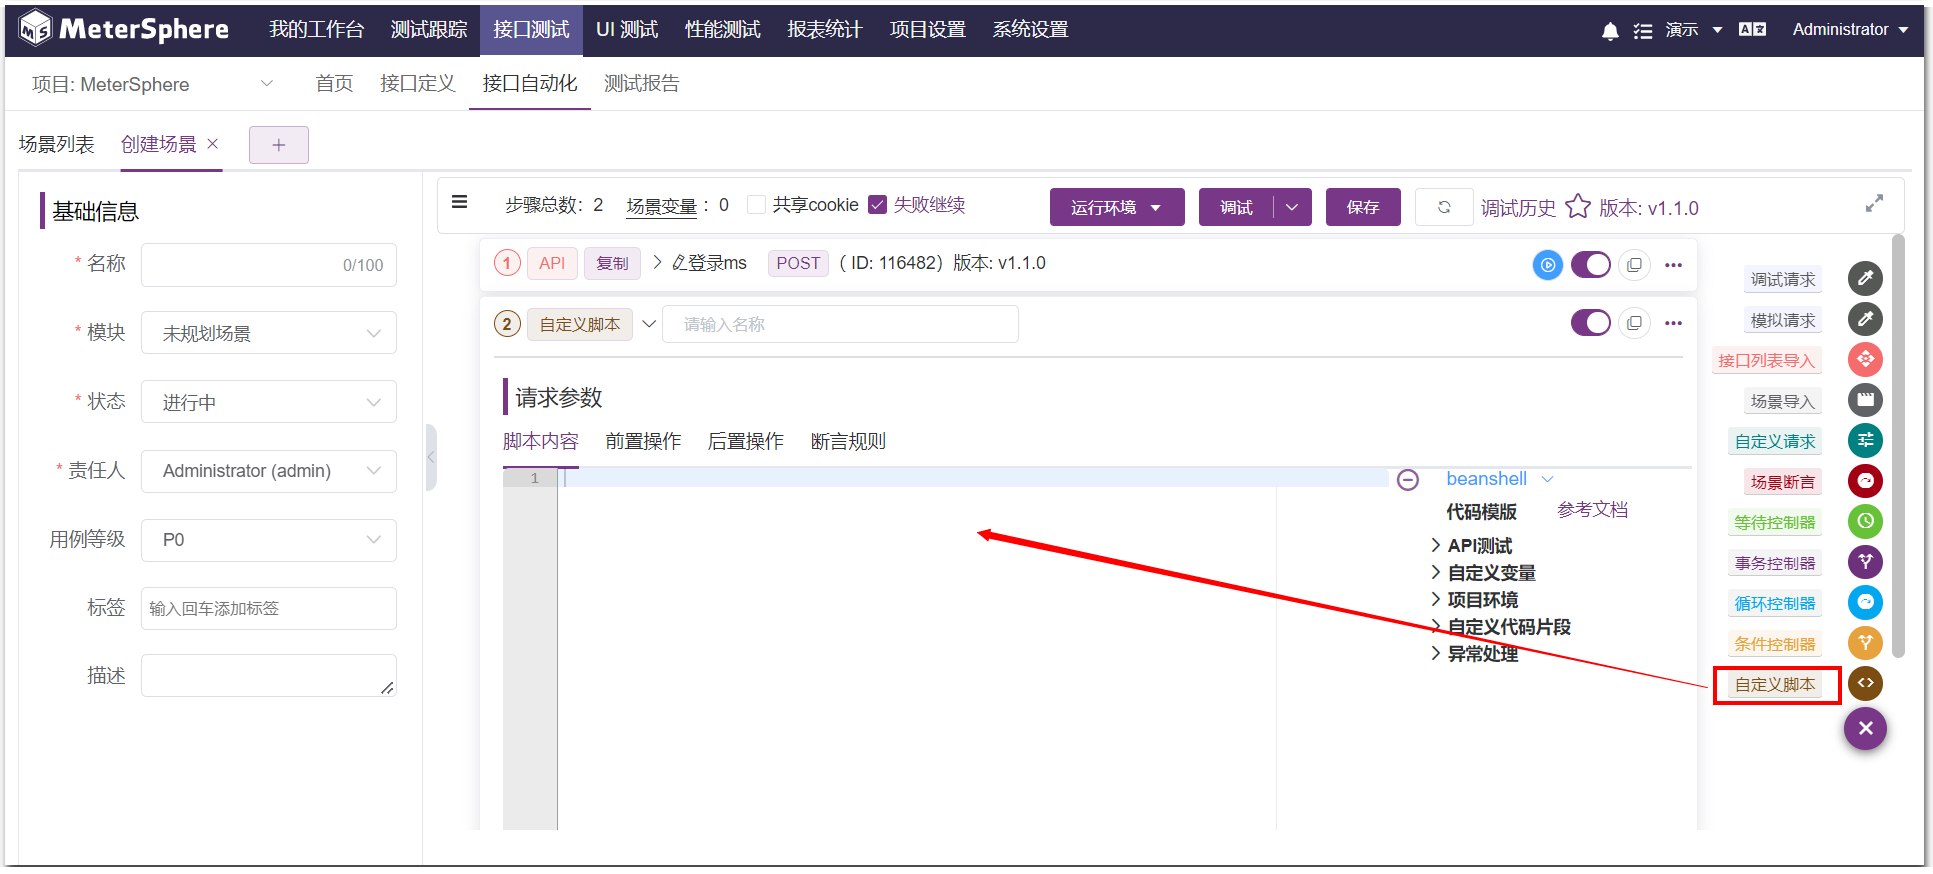 MeterSphere 我的工作台 测试跟踪 接口测试 UI 测试 性能测试 报表统计 项目设置 系统设置 演示 Administrator
项目: MeterSphere 首页 接口定义 接口自动化 测试报告
场景列表 创建场景 × +
基础信息
* 名称 0/100
* 模块 未规划场景
* 状态 进行中
* 责任人 Administrator (admin)
用例等级 P0
标签 输入回车添加标签
描述
步骤总数: 2 场景变量 : 0 共享cookie 失败继续 运行环境 调试 保存 调试历史 版本: v1.1.0
1 API 复制 登录ms POST ( ID: 116482) 版本: v1.1.0
2 自定义脚本 请输入名称
请求参数
脚本内容 前置操作 后置操作 断言规则
1
beanshell
代码模版 参考文档
API测试
自定义变量
项目环境
自定义代码片段
异常处理
调试请求
模拟请求
接口列表导入
场景导入
自定义请求
场景断言
等待控制器
事务控制器
循环控制器
条件控制器
自定义脚本